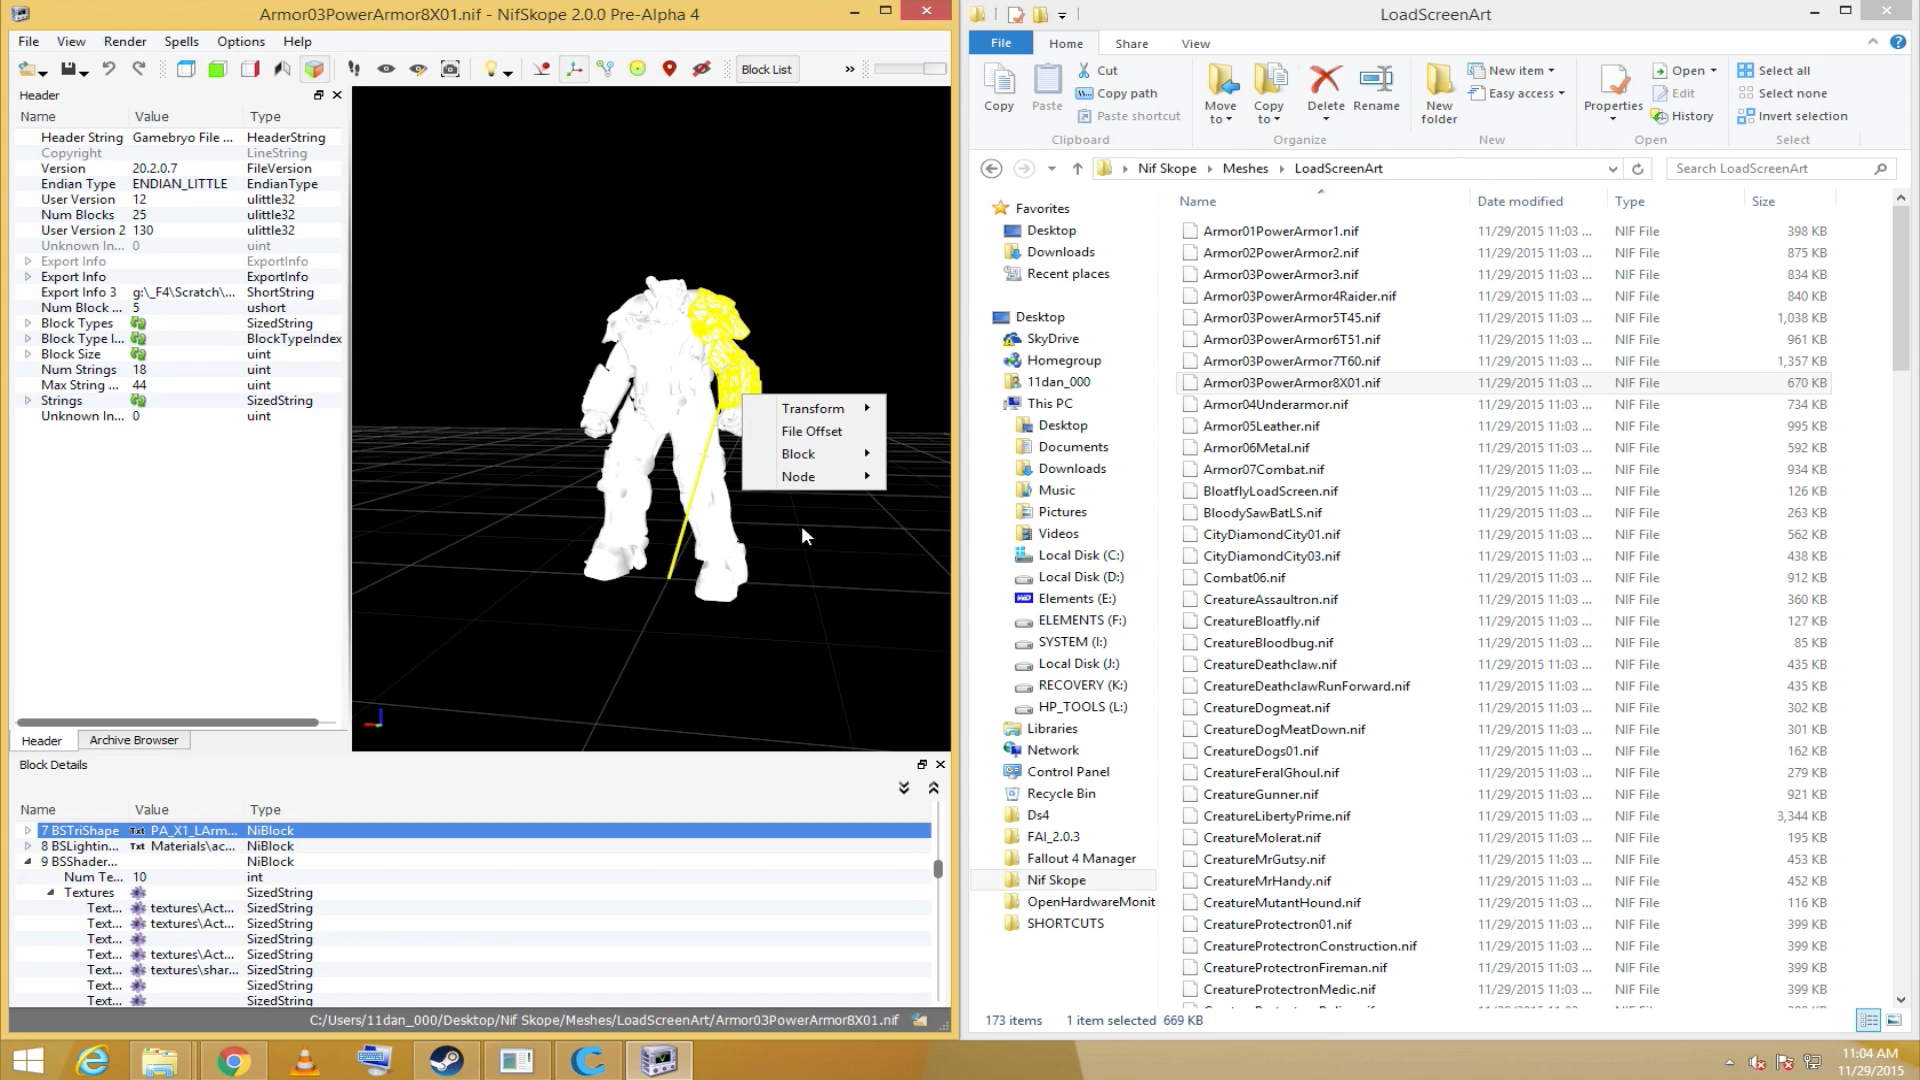 Armor03PowerArmor8X01.nif - NifSkope 2.0.0 Pre-Alpha 4
File View Render Spells Options Help
Block List
»
Header
Name Value Type
Header String Gamebryo File ... HeaderString
Copyright LineString
Version 20.2.0.7 FileVersion
Endian Type ENDIAN_LITTLE EndianType
User Version 12 ulittle32
Num Blocks 25 ulittle32
User Version 2 130 ulittle32
Unknown In... 0 uint
Export Info ExportInfo
Export Info ExportInfo
Export Info 3 g:\_F4\Scratch\... ShortString
Num Block ... 5 ushort
Block Types SizedString
Block Type I... BlockTypeIndex
Block Size uint
Num Strings 18 uint
Max String ... 44 uint
Strings SizedString
Unknown In... 0 uint
Transform
File Offset
Block
Node
Header Archive Browser
Block Details
Name Value Type
7 BSTriShape Txt PA_X1_LArm... NiBlock
8 BSLightin... Txt Materials\ac... NiBlock
9 BSShader... NiBlock
Num Te... 10 int
Textures SizedString
Text... textures\Act... SizedString
Text... textures\Act... SizedString
Text... SizedString
Text... textures\Act... SizedString
Text... textures\shar... SizedString
Text... SizedString
Text... SizedString
C:/Users/11dan_000/Desktop/Nif Skope/Meshes/LoadScreenArt/Armor03PowerArmor8X01.nif
LoadScreenArt
File Home Share View
Copy
Paste
Cut
Copy path
Paste shortcut
Clipboard
Move to
Copy to
Delete
Rename
Organize
New folder
New item
Easy access
New
Properties
Open
Edit
History
Open
Select all
Select none
Invert selection
Select
Nif Skope Meshes LoadScreenArt
Search LoadScreenArt
Favorites
Desktop
Downloads
Recent places
Desktop
SkyDrive
Homegroup
11dan_000
This PC
Desktop
Documents
Downloads
Music
Pictures
Videos
Local Disk (C:)
Local Disk (D:)
Elements (E:)
ELEMENTS (F:)
SYSTEM (I:)
Local Disk (J:)
RECOVERY (K:)
HP_TOOLS (L:)
Libraries
Network
Control Panel
Recycle Bin
Ds4
FAI_2.0.3
Fallout 4 Manager
Nif Skope
OpenHardwareMonit
SHORTCUTS
Name Date modified Type Size
Armor01PowerArmor1.nif 11/29/2015 11:03 ... NIF File 398 KB
Armor02PowerArmor2.nif 11/29/2015 11:03 ... NIF File 875 KB
Armor03PowerArmor3.nif 11/29/2015 11:03 ... NIF File 834 KB
Armor03PowerArmor4Raider.nif 11/29/2015 11:03 ... NIF File 840 KB
Armor03PowerArmor5T45.nif 11/29/2015 11:03 ... NIF File 1,038 KB
Armor03PowerArmor6T51.nif 11/29/2015 11:03 ... NIF File 961 KB
Armor03PowerArmor7T60.nif 11/29/2015 11:03 ... NIF File 1,357 KB
Armor03PowerArmor8X01.nif 11/29/2015 11:03 ... NIF File 670 KB
Armor04Underarmor.nif 11/29/2015 11:03 ... NIF File 734 KB
Armor05Leather.nif 11/29/2015 11:03 ... NIF File 995 KB
Armor06Metal.nif 11/29/2015 11:03 ... NIF File 592 KB
Armor07Combat.nif 11/29/2015 11:03 ... NIF File 934 KB
BloatflyLoadScreen.nif 11/29/2015 11:03 ... NIF File 126 KB
BloodySawBatLS.nif 11/29/2015 11:03 ... NIF File 263 KB
CityDiamondCity01.nif 11/29/2015 11:03 ... NIF File 562 KB
CityDiamondCity03.nif 11/29/2015 11:03 ... NIF File 438 KB
Combat06.nif 11/29/2015 11:03 ... NIF File 912 KB
CreatureAssaultron.nif 11/29/2015 11:03 ... NIF File 360 KB
CreatureBloatfly.nif 11/29/2015 11:03 ... NIF File 127 KB
CreatureBloodbug.nif 11/29/2015 11:03 ... NIF File 85 KB
CreatureDeathclaw.nif 11/29/2015 11:03 ... NIF File 435 KB
CreatureDeathclawRunForward.nif 11/29/2015 11:03 ... NIF File 435 KB
CreatureDogmeat.nif 11/29/2015 11:03 ... NIF File 302 KB
CreatureDogMeatDown.nif 11/29/2015 11:03 ... NIF File 301 KB
CreatureDogs01.nif 11/29/2015 11:03 ... NIF File 162 KB
CreatureFeralGhoul.nif 11/29/2015 11:03 ... NIF File 279 KB
CreatureGunner.nif 11/29/2015 11:03 ... NIF File 921 KB
CreatureLibertyPrime.nif 11/29/2015 11:03 ... NIF File 3,344 KB
CreatureMolerat.nif 11/29/2015 11:03 ... NIF File 195 KB
CreatureMrGutsy.nif 11/29/2015 11:03 ... NIF File 453 KB
CreatureMrHandy.nif 11/29/2015 11:03 ... NIF File 452 KB
CreatureMutantHound.nif 11/29/2015 11:03 ... NIF File 116 KB
CreatureProtectron01.nif 11/29/2015 11:03 ... NIF File 399 KB
CreatureProtectronConstruction.nif 11/29/2015 11:03 ... NIF File 399 KB
CreatureProtectronFireman.nif 11/29/2015 11:03 ... NIF File 399 KB
CreatureProtectronMedic.nif 11/29/2015 11:03 ... NIF File 399 KB
173 items 1 item selected 669 KB
11:04 AM
11/29/2015